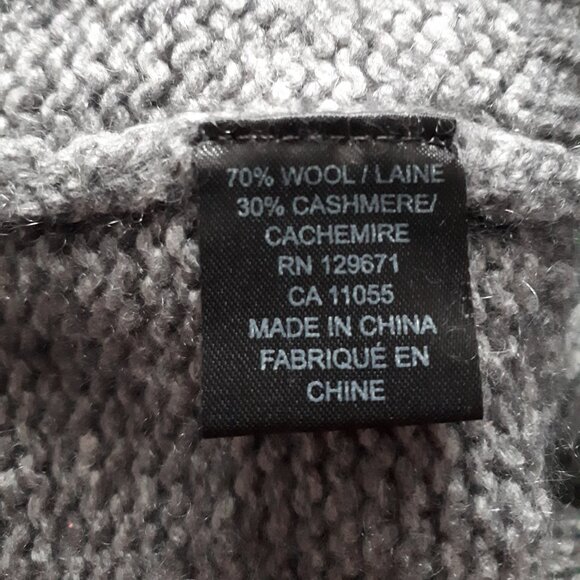 70% WOOL / LAINE
30% CASHMERE/
CACHEMIRE
RN 129671
CA 11055
MADE IN CHINA
FABRIQUÉ EN
CHINE